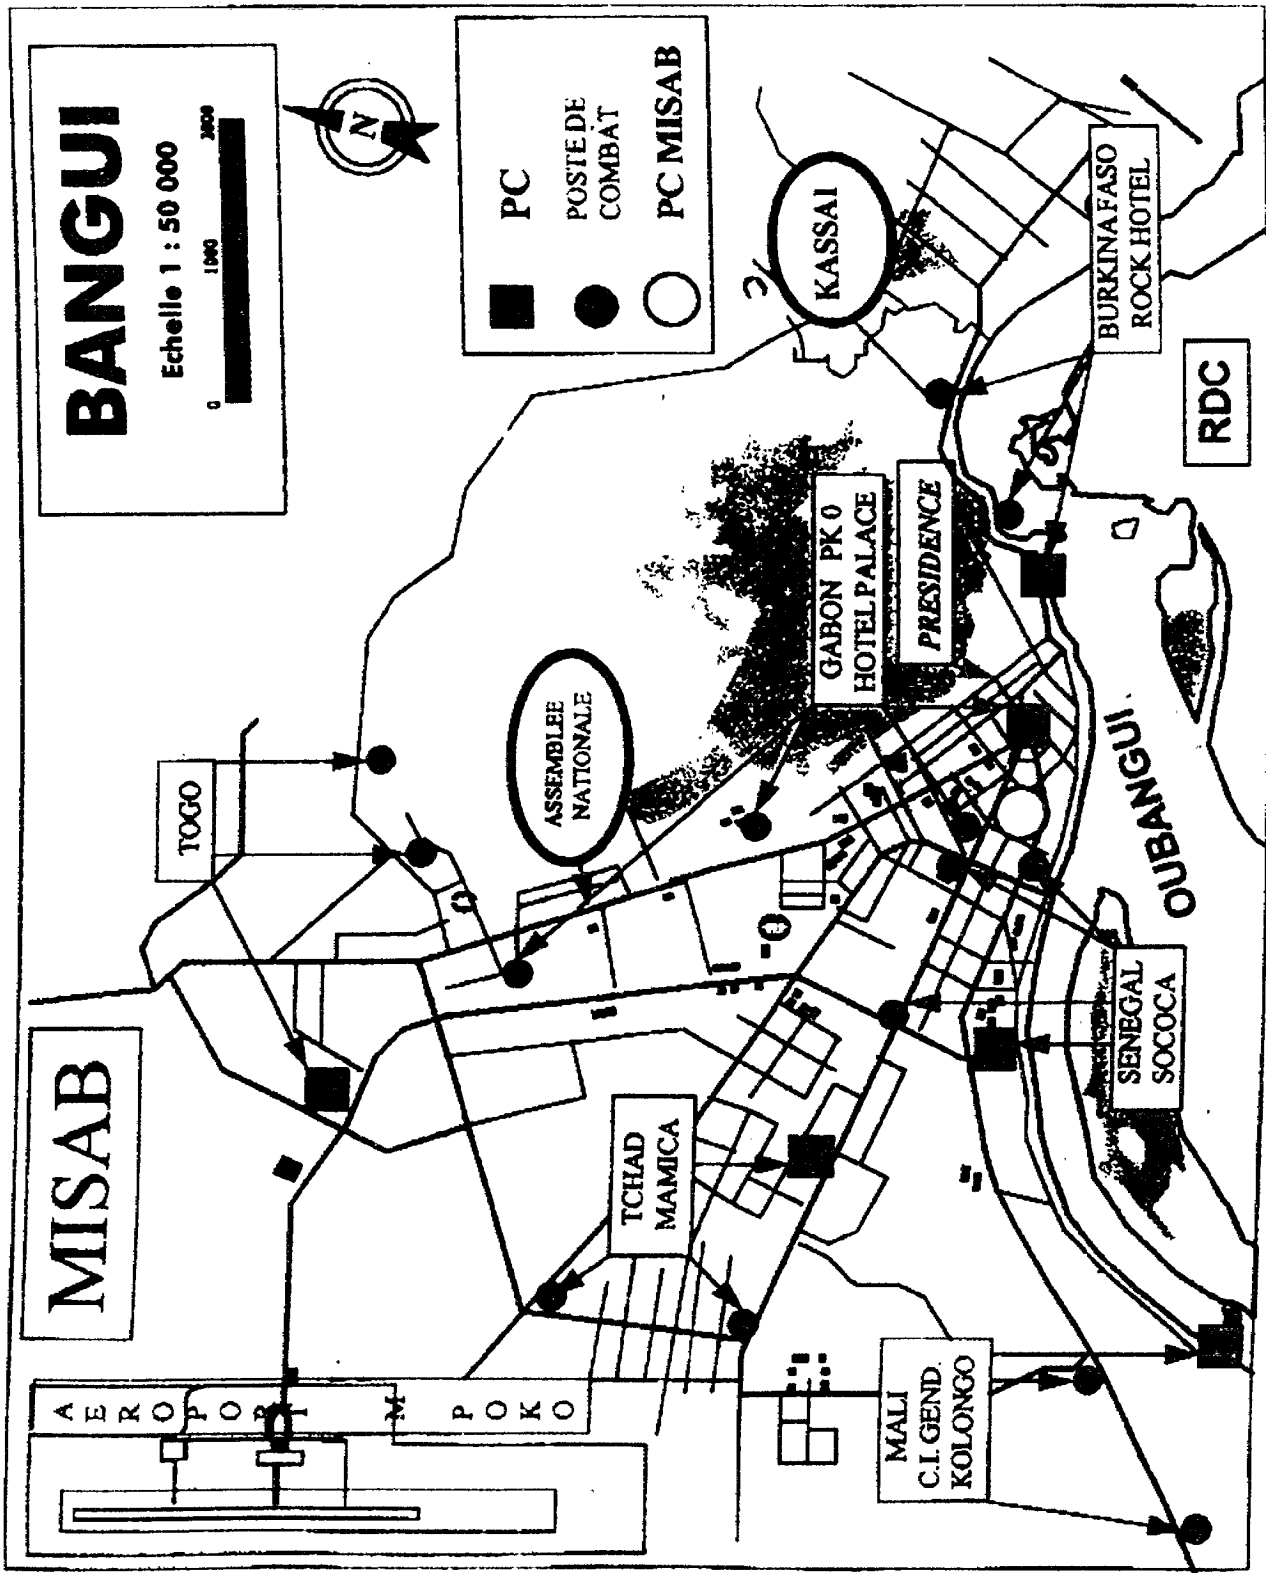 MISAB
BANGUI
Echelle 1 : 50 000
0 1000 2000
N
PC
POSTE DE
COMBAT
PC MISAB
AEROPORT M POKO
TOGO
ASSEMBLEE
NATIONALE
KASSAI
TCHAD
MAMICA
GABON PK 0
HOTEL PALACE
PRESIDENCE
BURKINA FASO
ROCK HOTEL
MALI
C.I. GEND.
KOLONGO
SENEGAL
SOCOCA
OUBANGUI
RDC